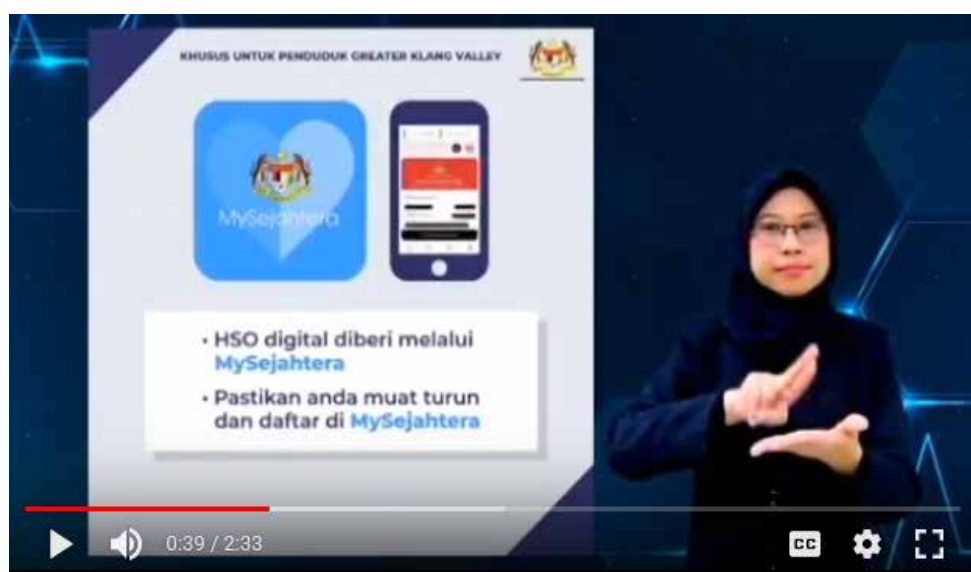 KHUSUS UNTUK PENDUDUK GREATER KLANG VALLEY
MySejahtera
• HSO digital diberi melalui
MySejahtera
• Pastikan anda muat turun
dan daftar di MySejahtera
0:39 / 2:33
CC